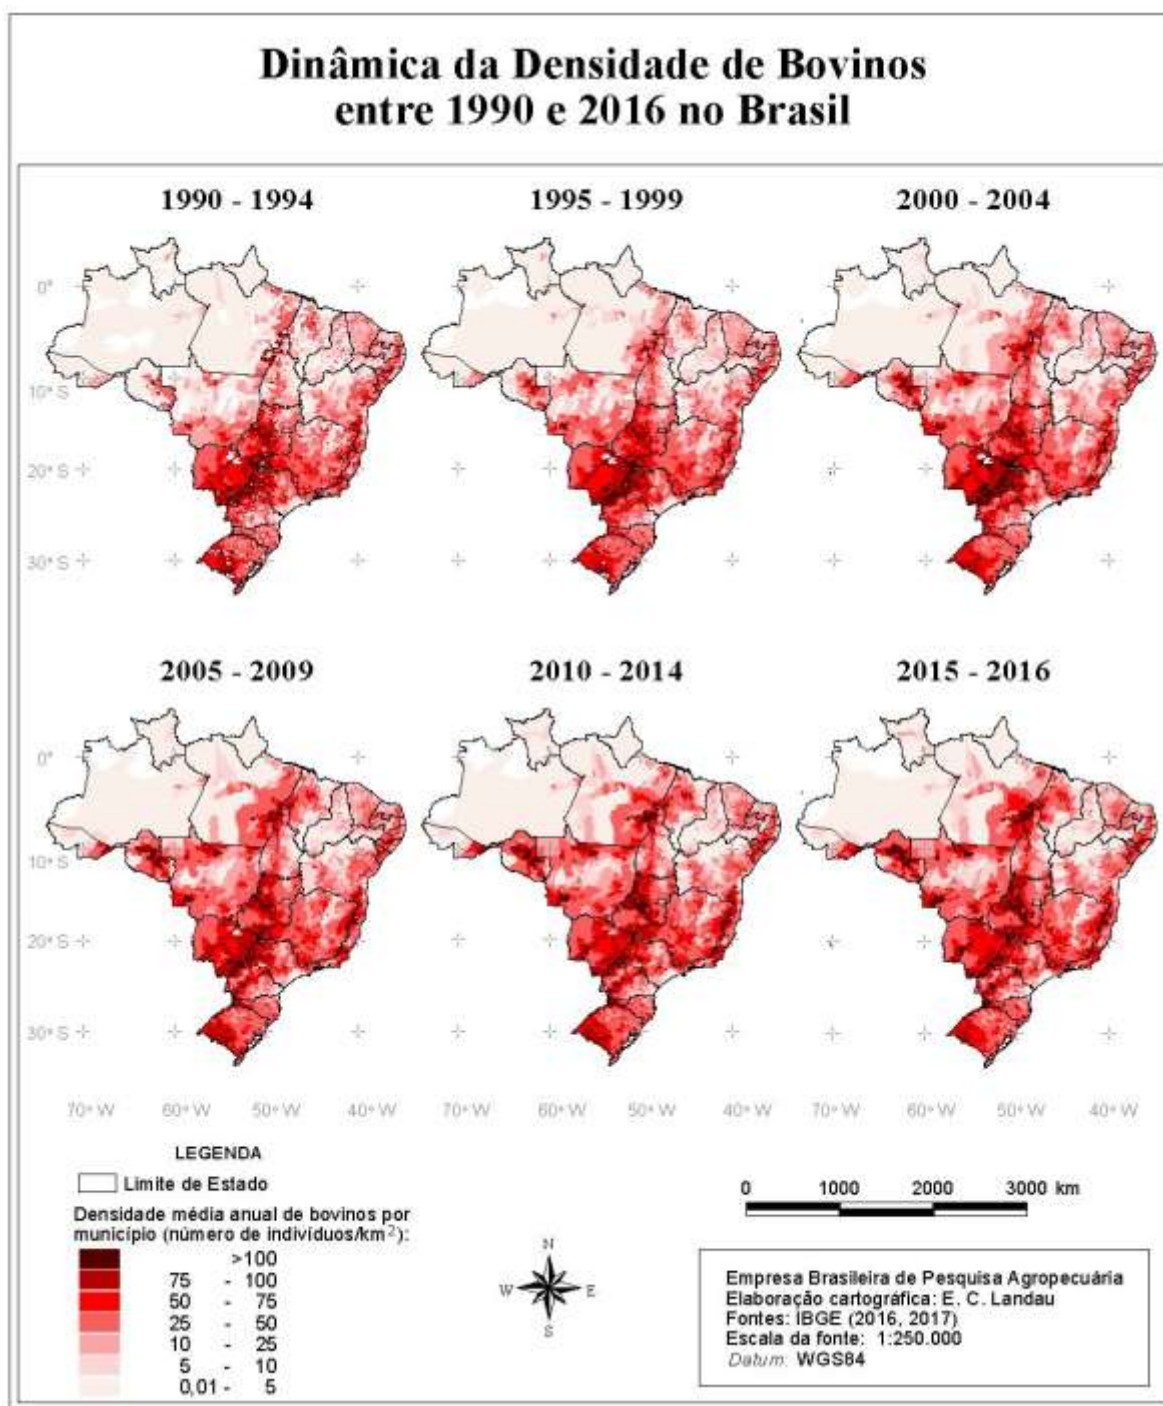 Dinâmica da Densidade de Bovinos
entre 1990 e 2016 no Brasil
1990 - 1994
1995 - 1999
2000 - 2004
0°
10° S
20° S
30° S
2005 - 2009
2010 - 2014
2015 - 2016
0°
10° S
20° S
30° S
70° W 60° W 50° W 40° W 70° W 60° W 50° W 40° W 70° W 60° W 50° W 40° W
LEGENDA
Limite de Estado
Densidade média anual de bovinos por
município (número de indivíduos/km²):
>100
75 - 100
50 - 75
25 - 50
10 - 25
5 - 10
0,01 - 5
N
W E
S
0 1000 2000 3000 km
Empresa Brasileira de Pesquisa Agropecuária
Elaboração cartográfica: E. C. Landau
Fontes: IBGE (2016, 2017)
Escala da fonte: 1:250.000
Datum: WGS84